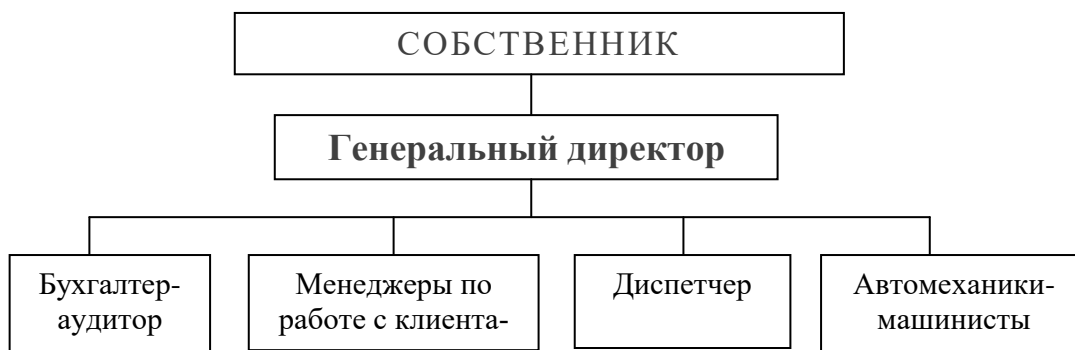 СОБСТВЕННИК
Генеральный директор
Бухгалтер-
аудитор
Менеджеры по
работе с клиента-
Диспетчер
Автомеханики-
машинисты